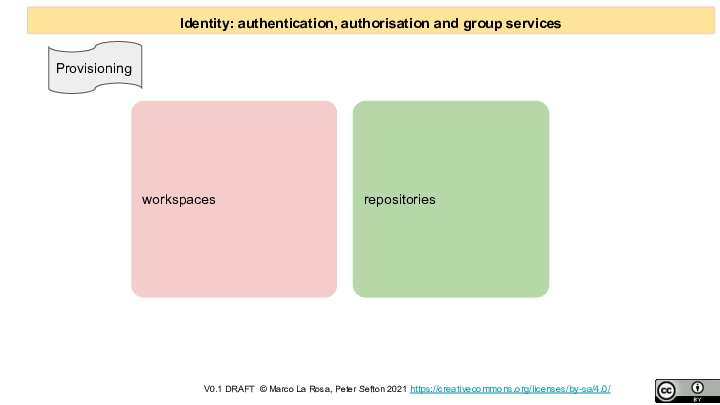 Identity: authentication, authorisation and group services
Provisioning
workspaces
repositories
V0.1 DRAFT © Marco La Rosa, Peter Sefton 2021 https://creativecommons.org/licenses/by-sa/4.0/
cc
BY